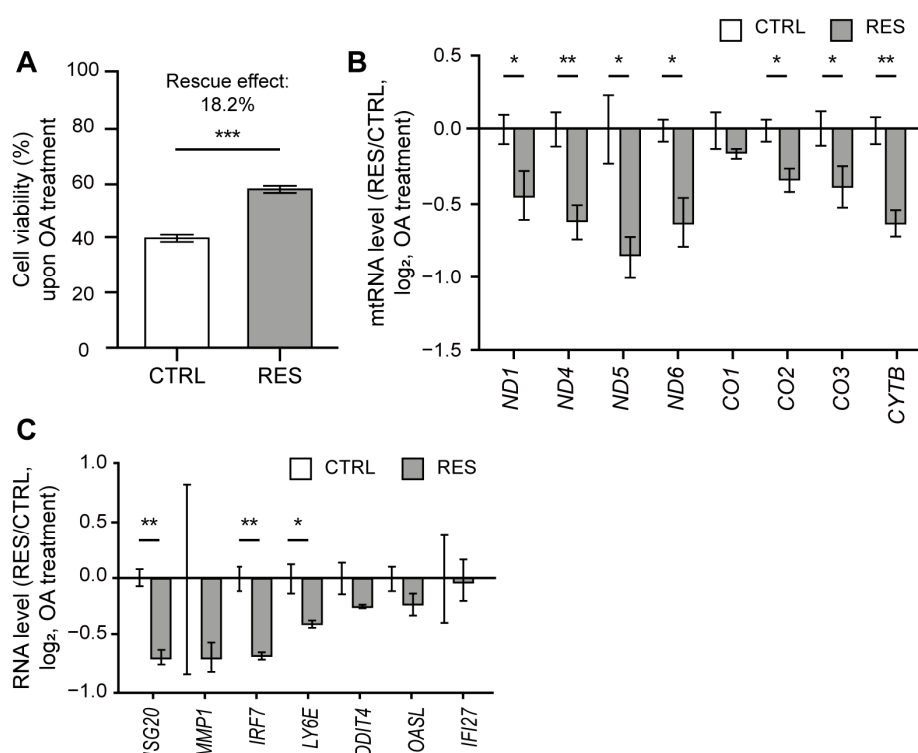 CTRL RES
A
B
100
80
60
40
20
0
Cell viability (%)
upon OA treatment
Rescue effect:
18.2%
***
CTRL RES
0.5
0.0
−0.5
−1.0
−1.5
mtRNA level (RES/CTRL,
log₂, OA treatment)
* ** * * * * **
ND1 ND4 ND5 ND6 CO1 CO2 CO3 CYTB
C
CTRL RES
1.0
0.5
0.0
−0.5
−1.0
RNA level (RES/CTRL,
log₂, OA treatment)
** ** *
ISG20 MMP1 IRF7 LY6E DDIT4 OASL IFI27